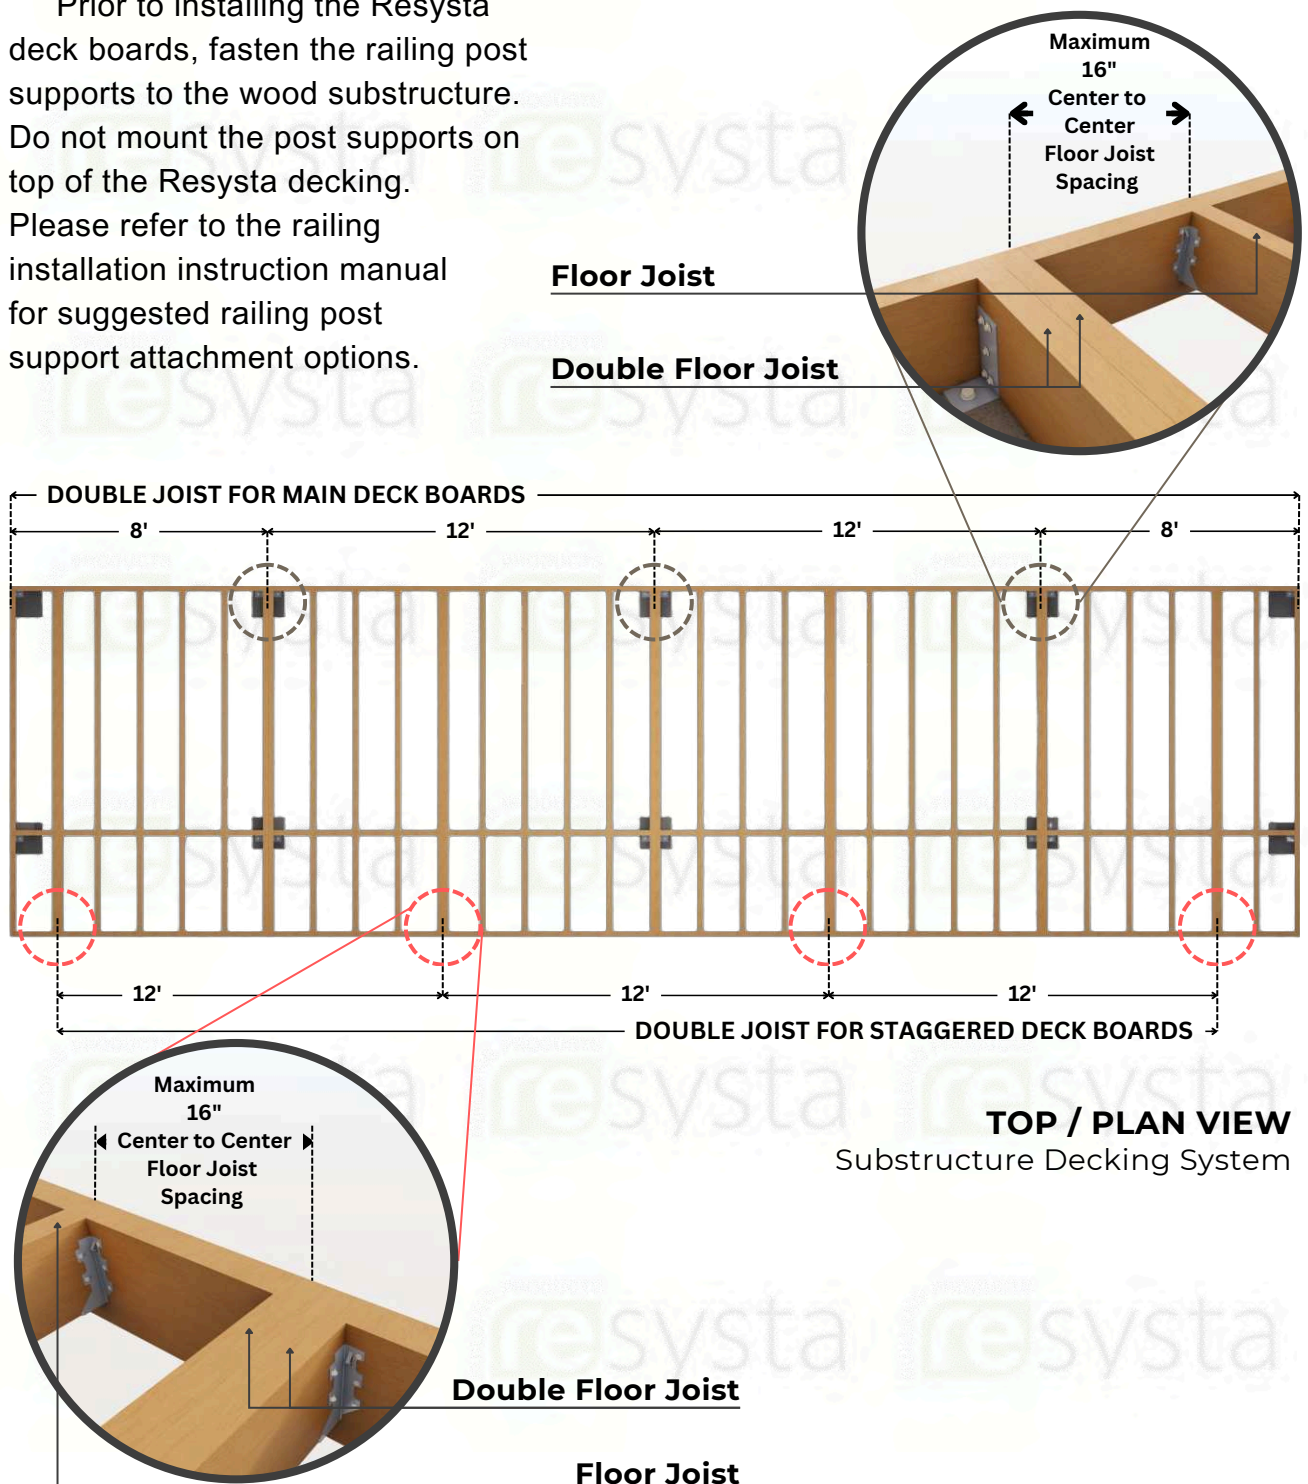 Prior to installing the Resysta
deck boards, fasten the railing post
supports to the wood substructure.
Do not mount the post supports on
top of the Resysta decking.
Please refer to the railing
installation instruction manual
for suggested railing post
support attachment options.
Maximum
16"
Center to
Center
Floor Joist
Spacing
Floor Joist
Double Floor Joist
DOUBLE JOIST FOR MAIN DECK BOARDS
8' 12' 12' 8'
12' 12' 12'
DOUBLE JOIST FOR STAGGERED DECK BOARDS
Maximum
16"
Center to Center
Floor Joist
Spacing
TOP / PLAN VIEW
Substructure Decking System
Double Floor Joist
Floor Joist
resysta